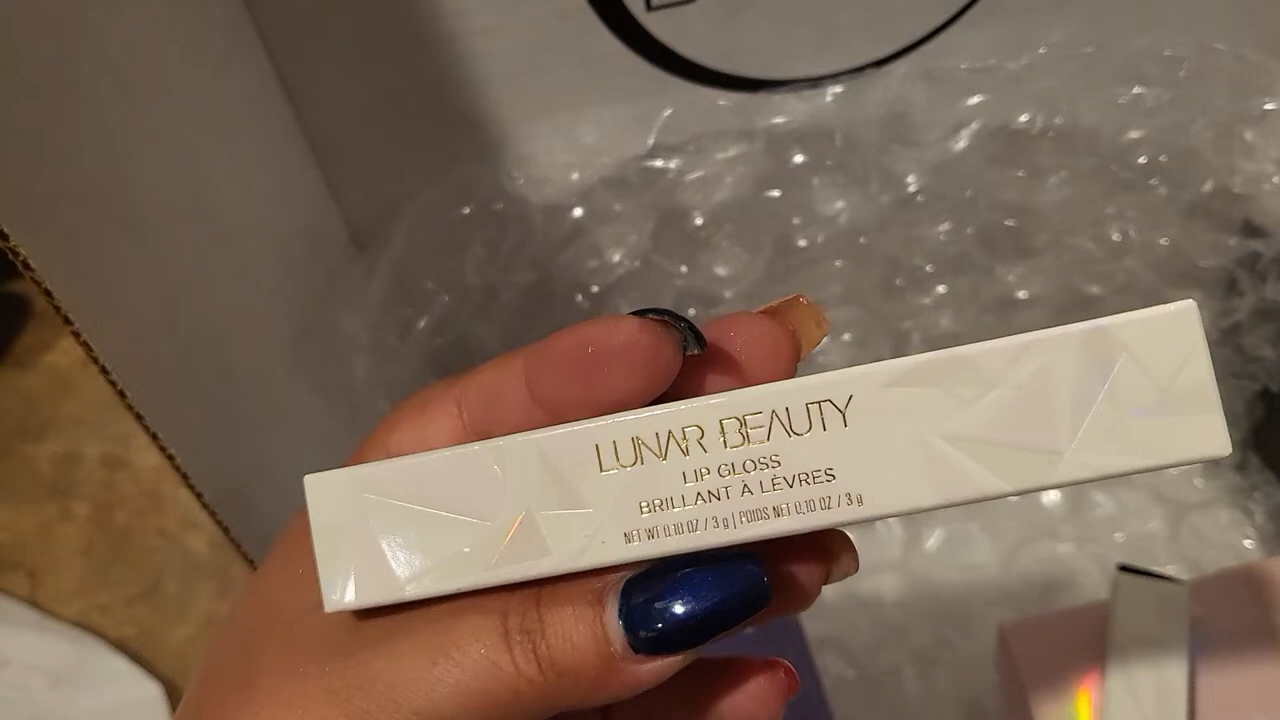 LUNAR BEAUTY
LIP GLOSS
BRILLANT À LÈVRES
NET WT 0.10 OZ / 3 g | POIDS NET 0,10 OZ / 3 g